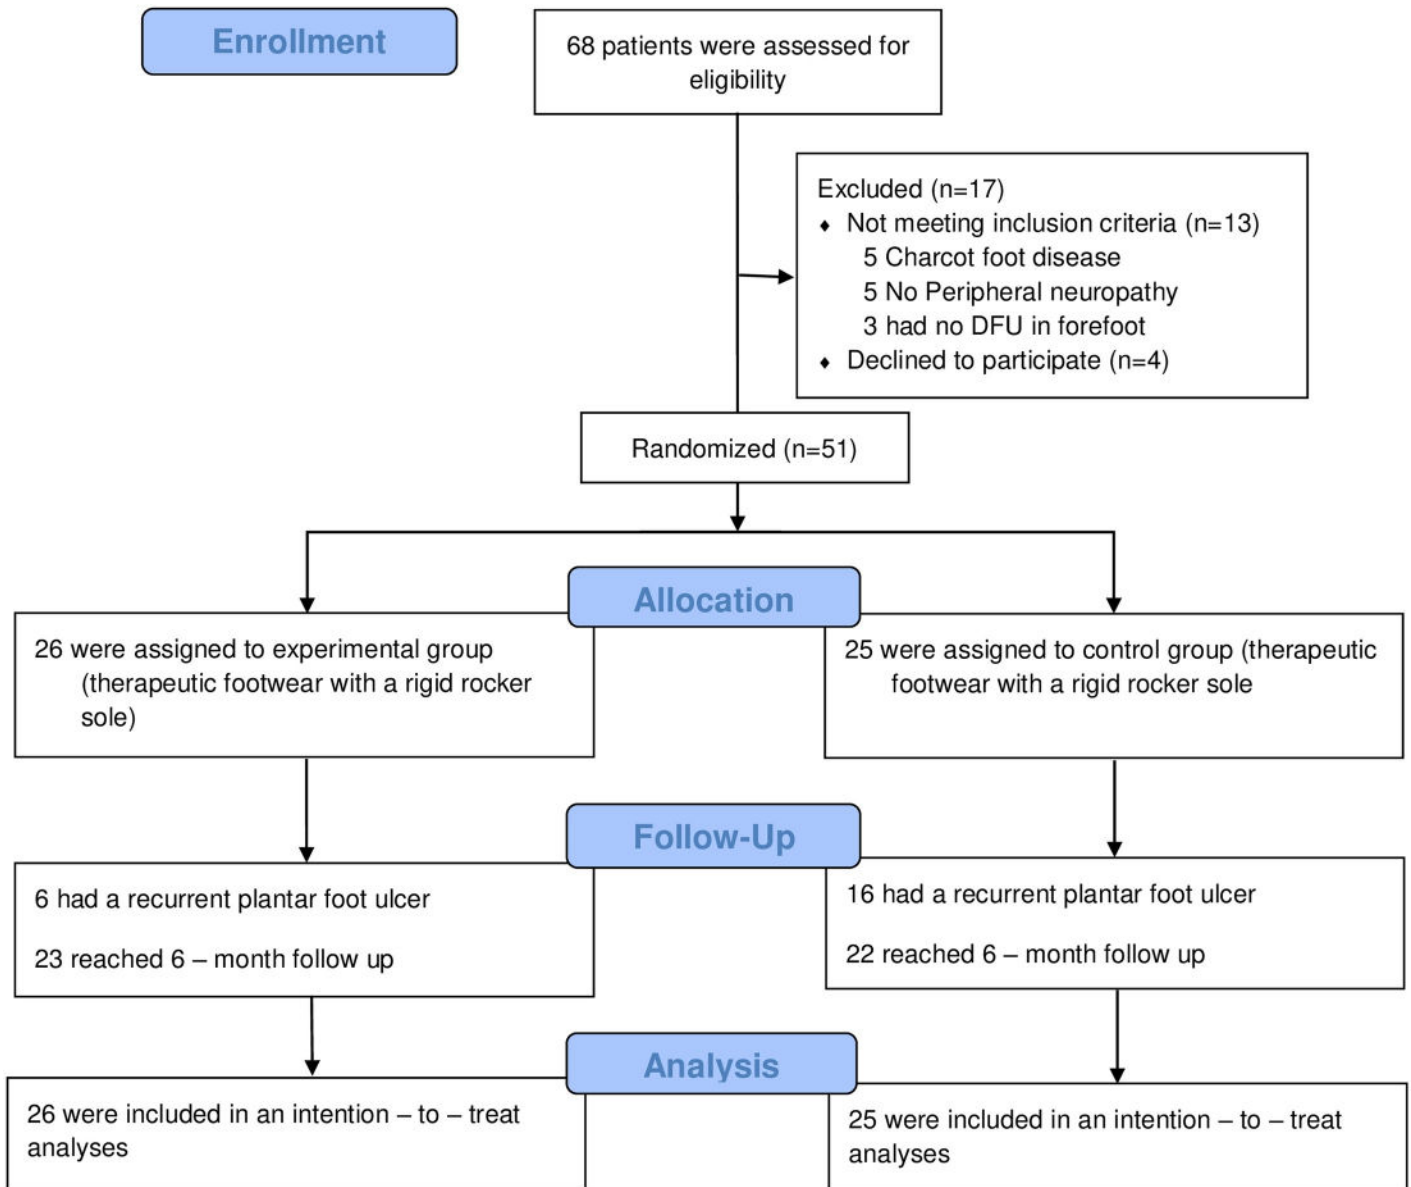 Enrollment
68 patients were assessed for
eligibility
Excluded (n=17)
♦ Not meeting inclusion criteria (n=13)
5 Charcot foot disease
5 No Peripheral neuropathy
3 had no DFU in forefoot
♦ Declined to participate (n=4)
Randomized (n=51)
Allocation
26 were assigned to experimental group
(therapeutic footwear with a rigid rocker
sole)
25 were assigned to control group (therapeutic
footwear with a rigid rocker sole
Follow-Up
6 had a recurrent plantar foot ulcer
23 reached 6 – month follow up
16 had a recurrent plantar foot ulcer
22 reached 6 – month follow up
Analysis
26 were included in an intention – to – treat
analyses
25 were included in an intention – to – treat
analyses